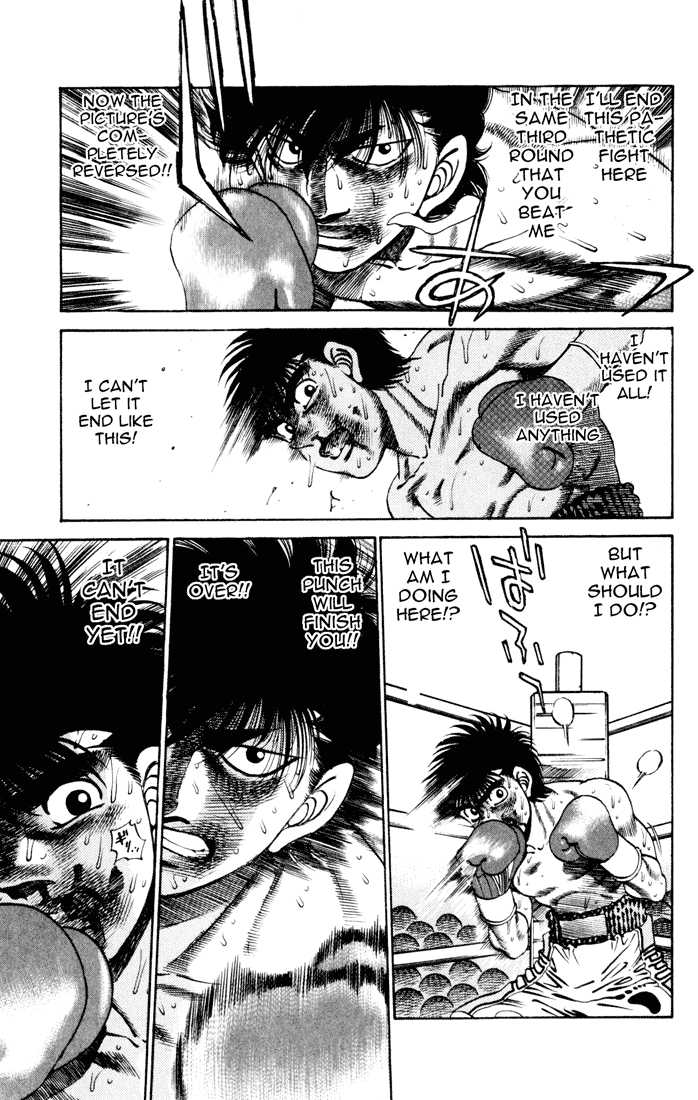 I'LL END
THIS PA-
THETIC
FIGHT
HERE
IN THE
SAME
THIRD
ROUND
THAT
YOU
BEAT
ME~
NOW THE
PICTURE'S
COM-
PLETELY
REVERSED!!
I
HAVEN'T
USED IT
ALL!
I HAVEN'T
USED
ANYTHING
I CAN'T
LET IT
END LIKE
THIS!
BUT
WHAT
SHOULD
I DO!?
WHAT
AM I
DOING
HERE!?
THIS
PUNCH
WILL
FINISH
YOU!!
IT'S
OVER!!
IT
CAN'T
END
YET!!